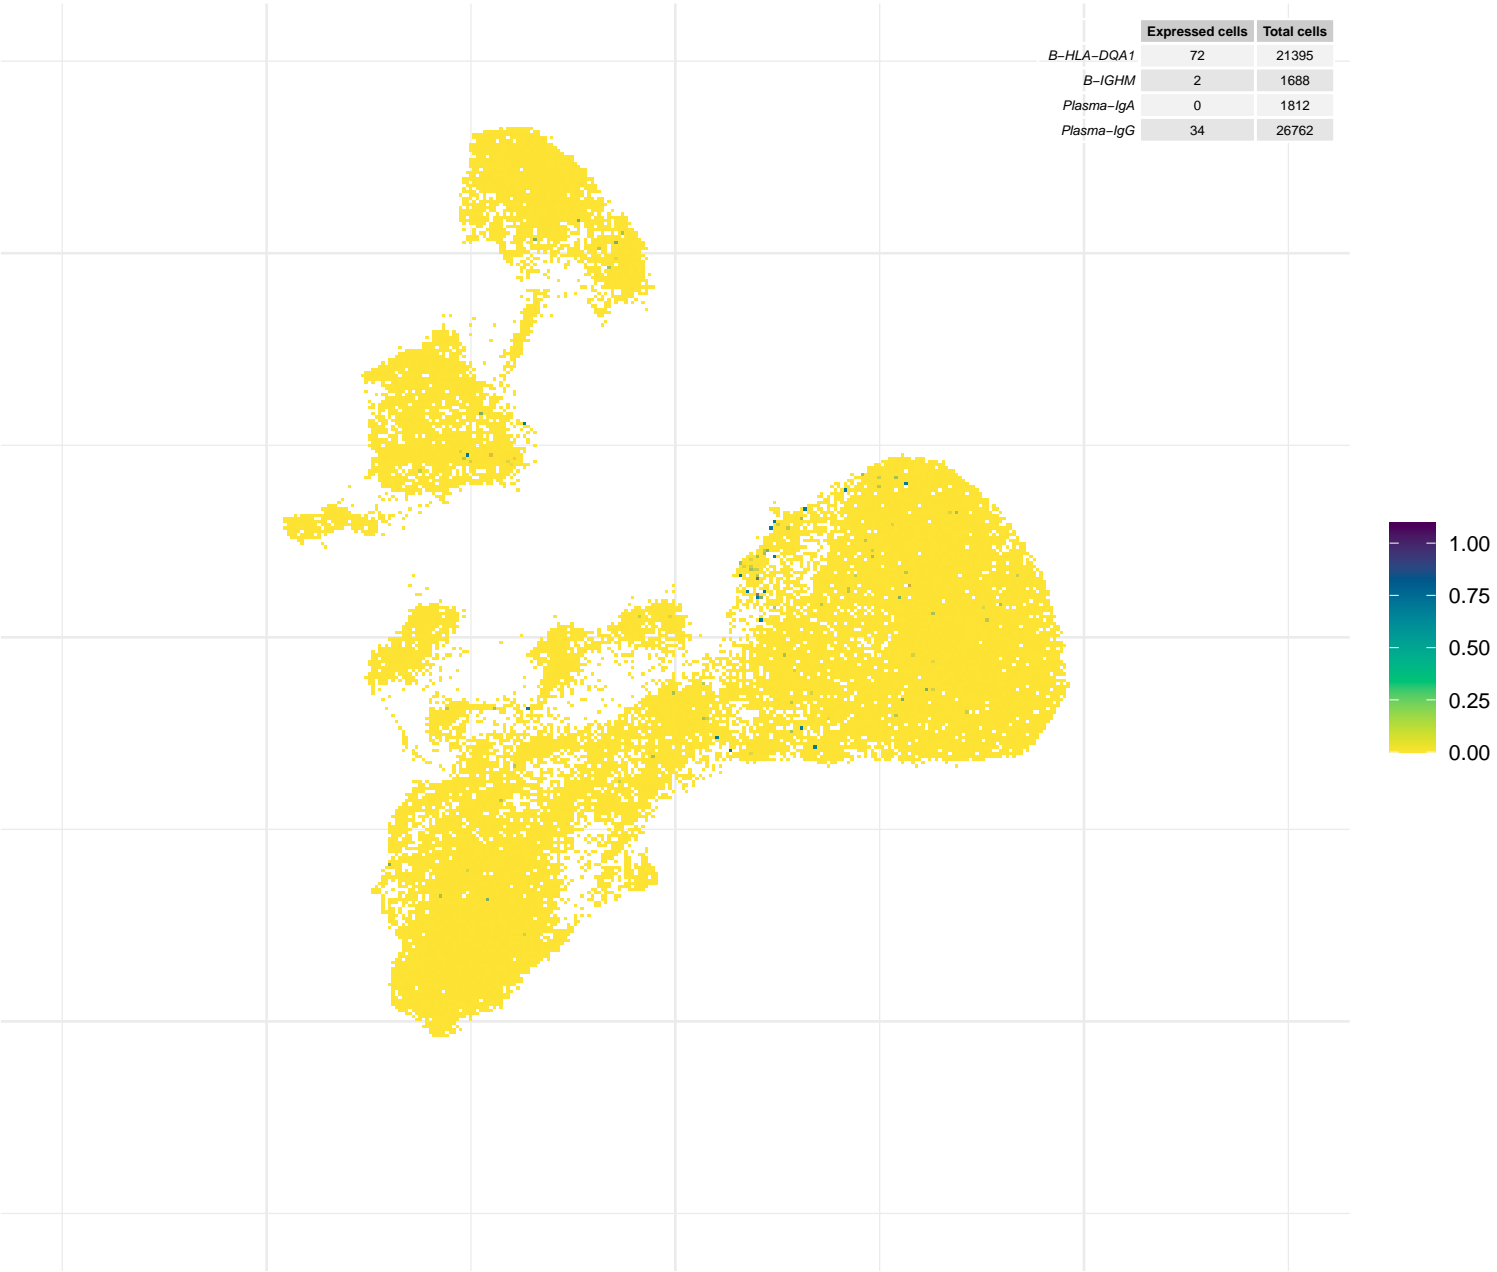 Expressed cells Total cells
B−HLA−DQA1 72 21395
B−IGHM 2 1688
Plasma−IgA 0 1812
Plasma−IgG 34 26762
1.00
0.75
0.50
0.25
0.00